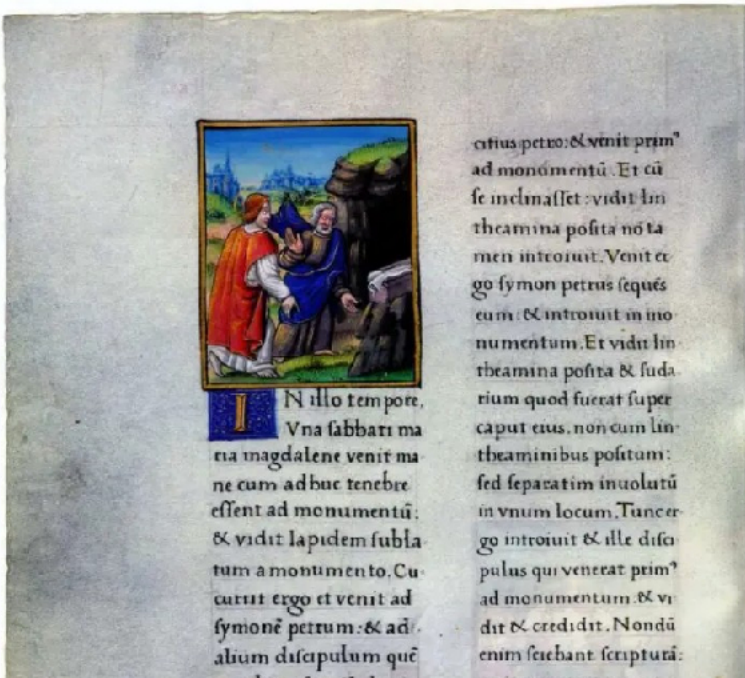 IN illo tempore,
Vna ſabbati ma
ria magdalene venit ma-
ne cum adhuc tenebre
eſſent ad monumentū:
& vidit lapidem ſubla
tum a monumento. Cu-
currit ergo et venit ad
ſymonē petrum: & ad
alium diſcipulum quē
citius petro: & venit primꝰ
ad monumentū. Et cū
ſe inclinaſſet: vidit lin
theamina poſita nō ta
men introiuit. Venit er
go ſymon petrus ſequēs
eum: & introiuit in mo
numentum. Et vidit lin
theamina poſita & ſuda-
rium quod fuerat ſuper
caput eius, non cum lin-
theaminibus poſitum:
ſed ſeparatim inuolutū
in vnum locum. Tunc er-
go introiuit & ille diſci
pulus qui venerat primꝰ
ad monumentum: & vi
dit & credidit. Nondū
enim ſciebant ſcripturā: